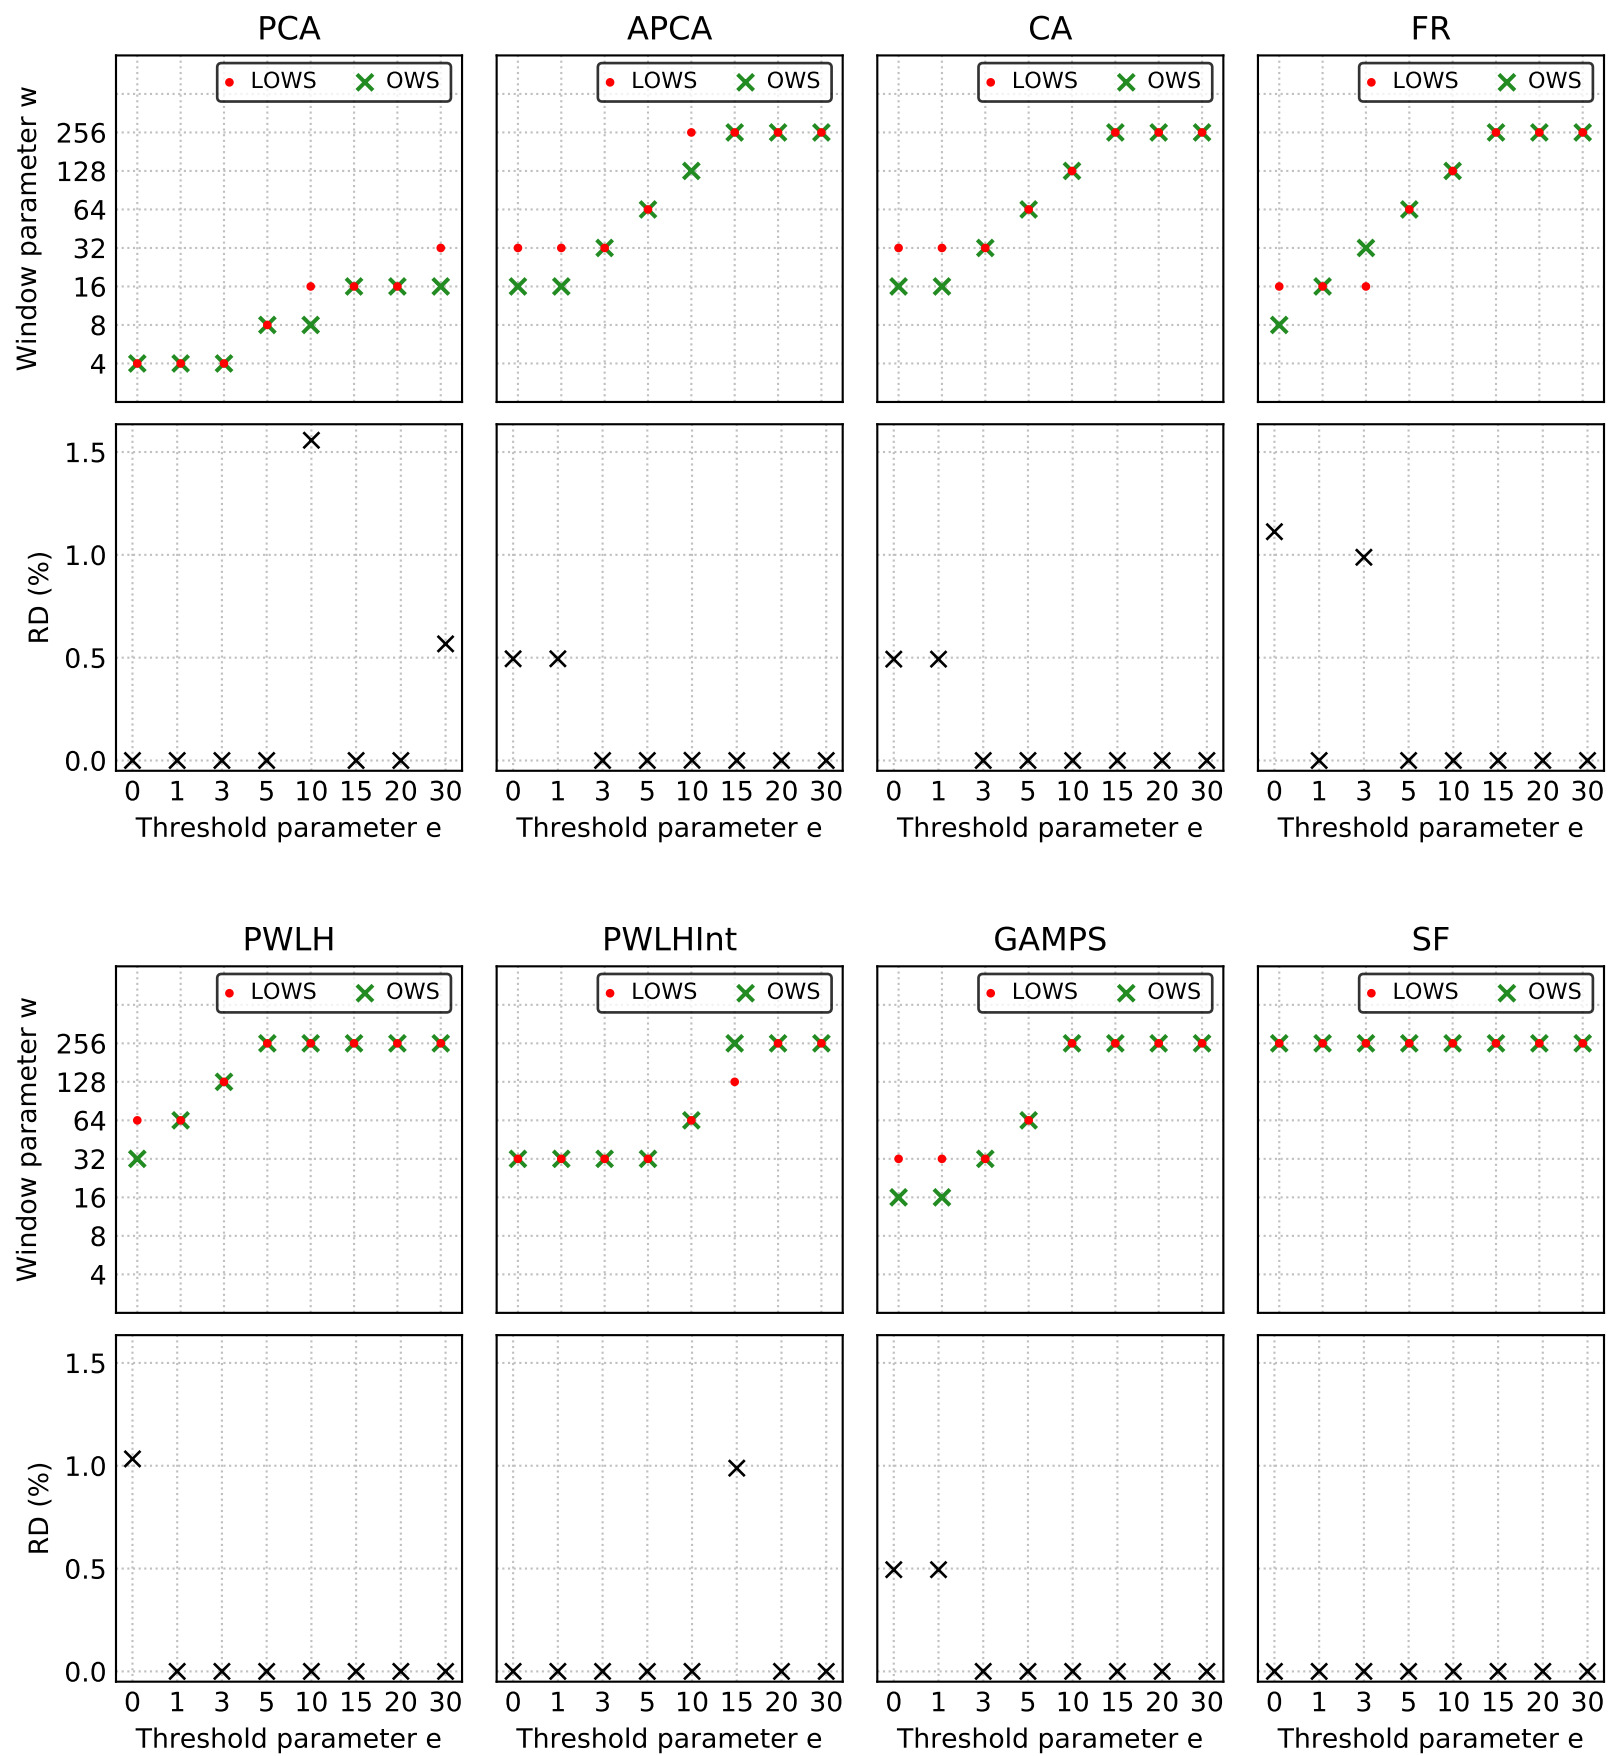 PCA APCA CA FR
LOWS OWS LOWS OWS LOWS OWS LOWS OWS
Window parameter w
256
128
64
32
16
8
4
RD (%)
1.5
1.0
0.5
0.0
0 1 3 5 10 15 20 30 0 1 3 5 10 15 20 30 0 1 3 5 10 15 20 30 0 1 3 5 10 15 20 30
Threshold parameter e Threshold parameter e Threshold parameter e Threshold parameter e
PWLH PWLHInt GAMPS SF
LOWS OWS LOWS OWS LOWS OWS LOWS OWS
Window parameter w
256
128
64
32
16
8
4
RD (%)
1.5
1.0
0.5
0.0
0 1 3 5 10 15 20 30 0 1 3 5 10 15 20 30 0 1 3 5 10 15 20 30 0 1 3 5 10 15 20 30
Threshold parameter e Threshold parameter e Threshold parameter e Threshold parameter e